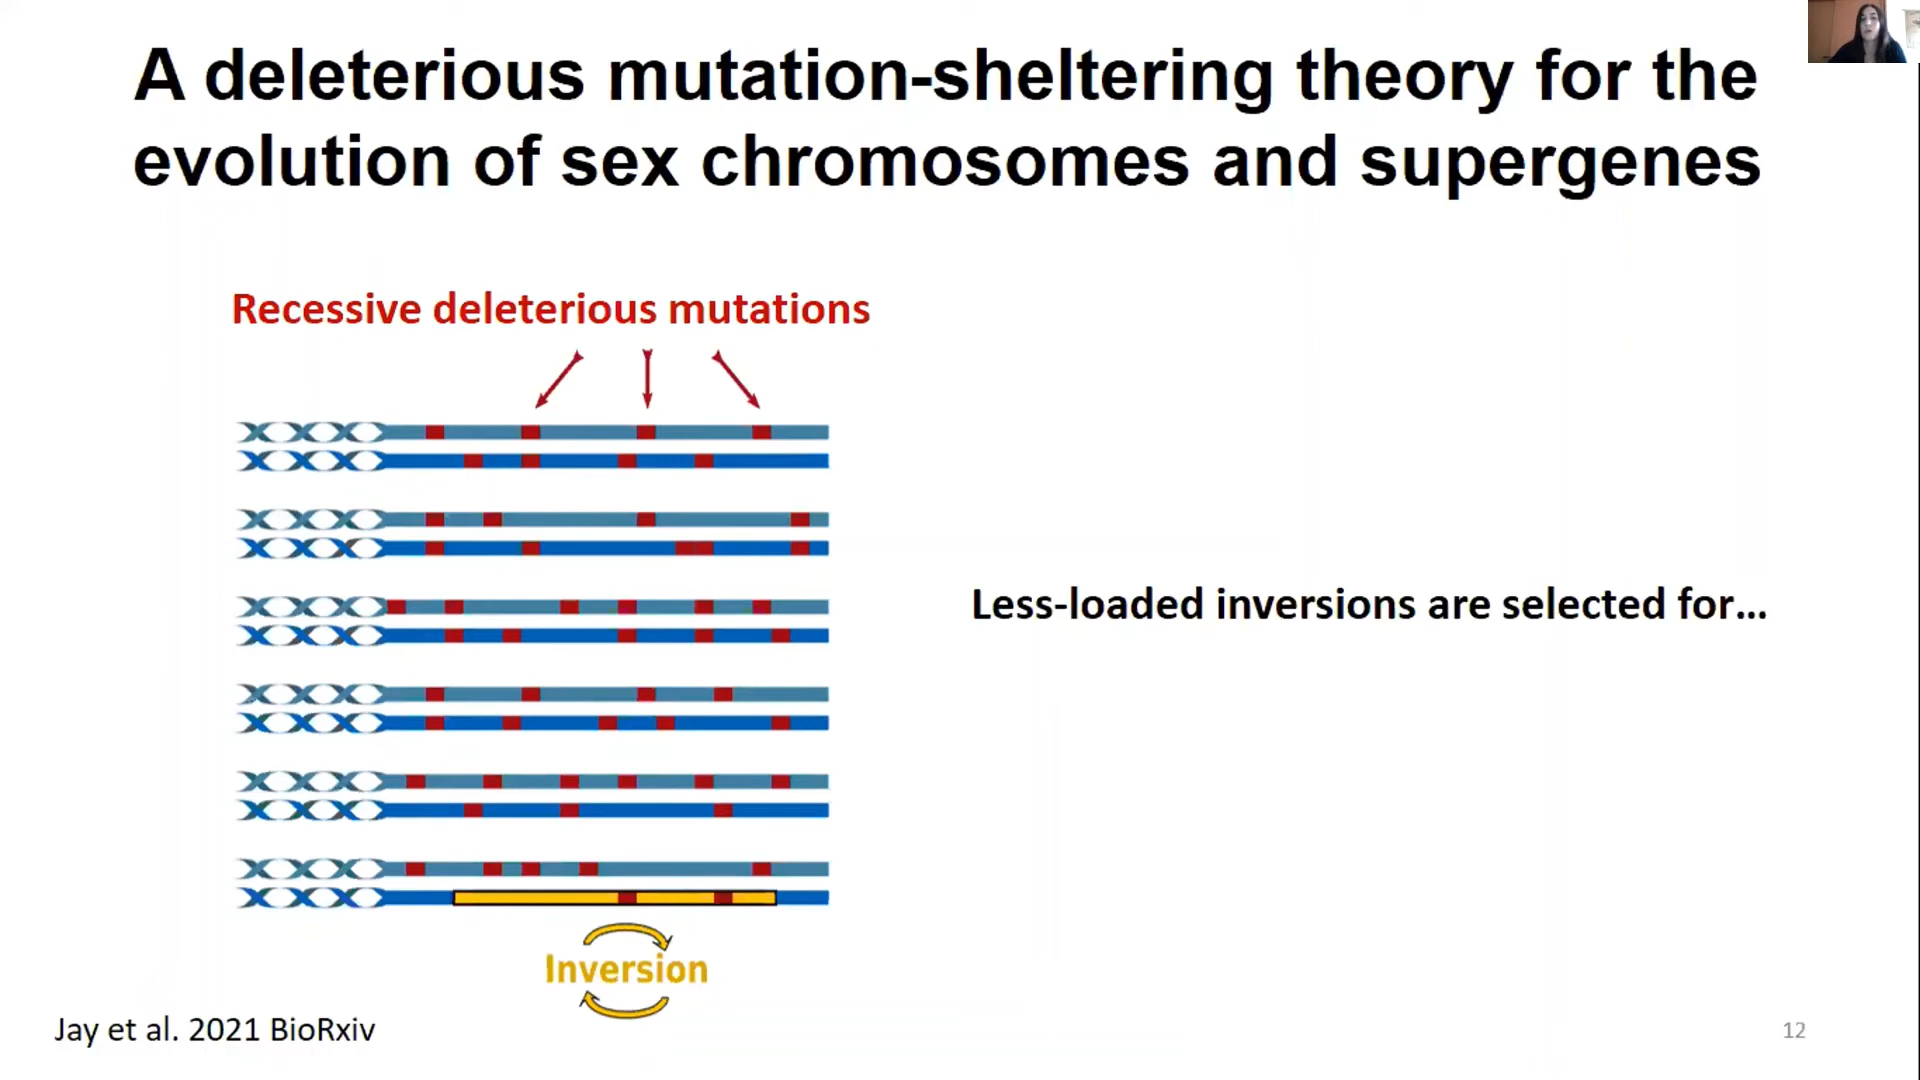 A deleterious mutation-sheltering theory for the
evolution of sex chromosomes and supergenes
Recessive deleterious mutations
Less-loaded inversions are selected for...
Inversion
Jay et al. 2021 BioRxiv
12